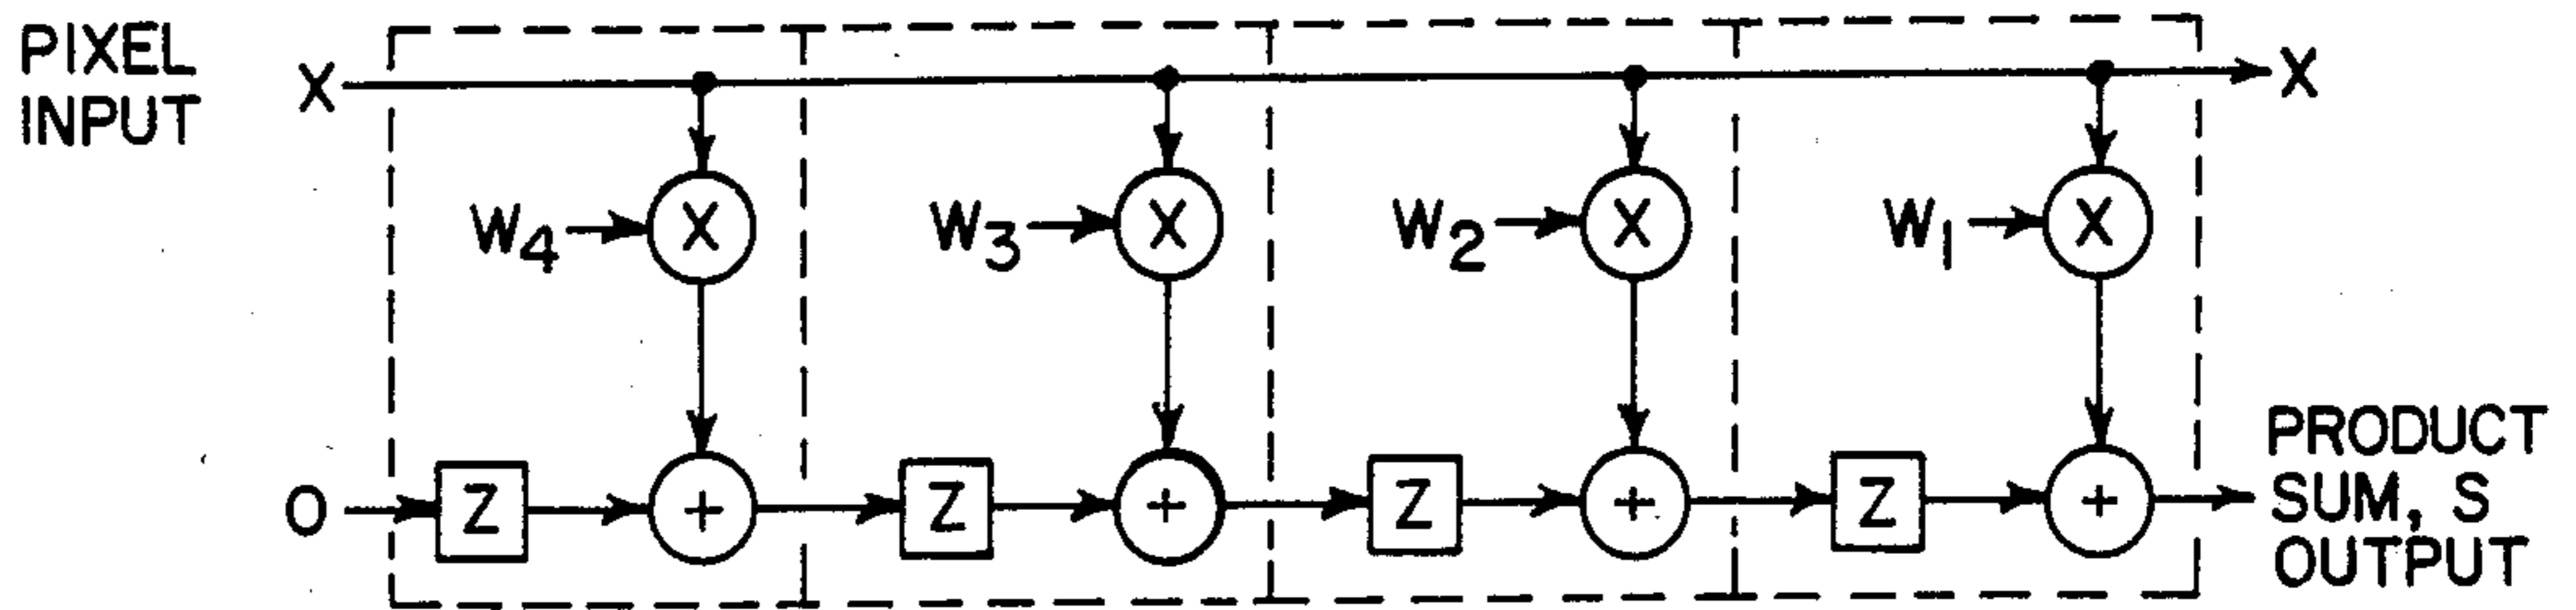 PIXEL
INPUT
X
X
W4
X
W3
X
W2
X
W1
X
O
Z
+
Z
+
Z
+
Z
+
PRODUCT
SUM, S
OUTPUT